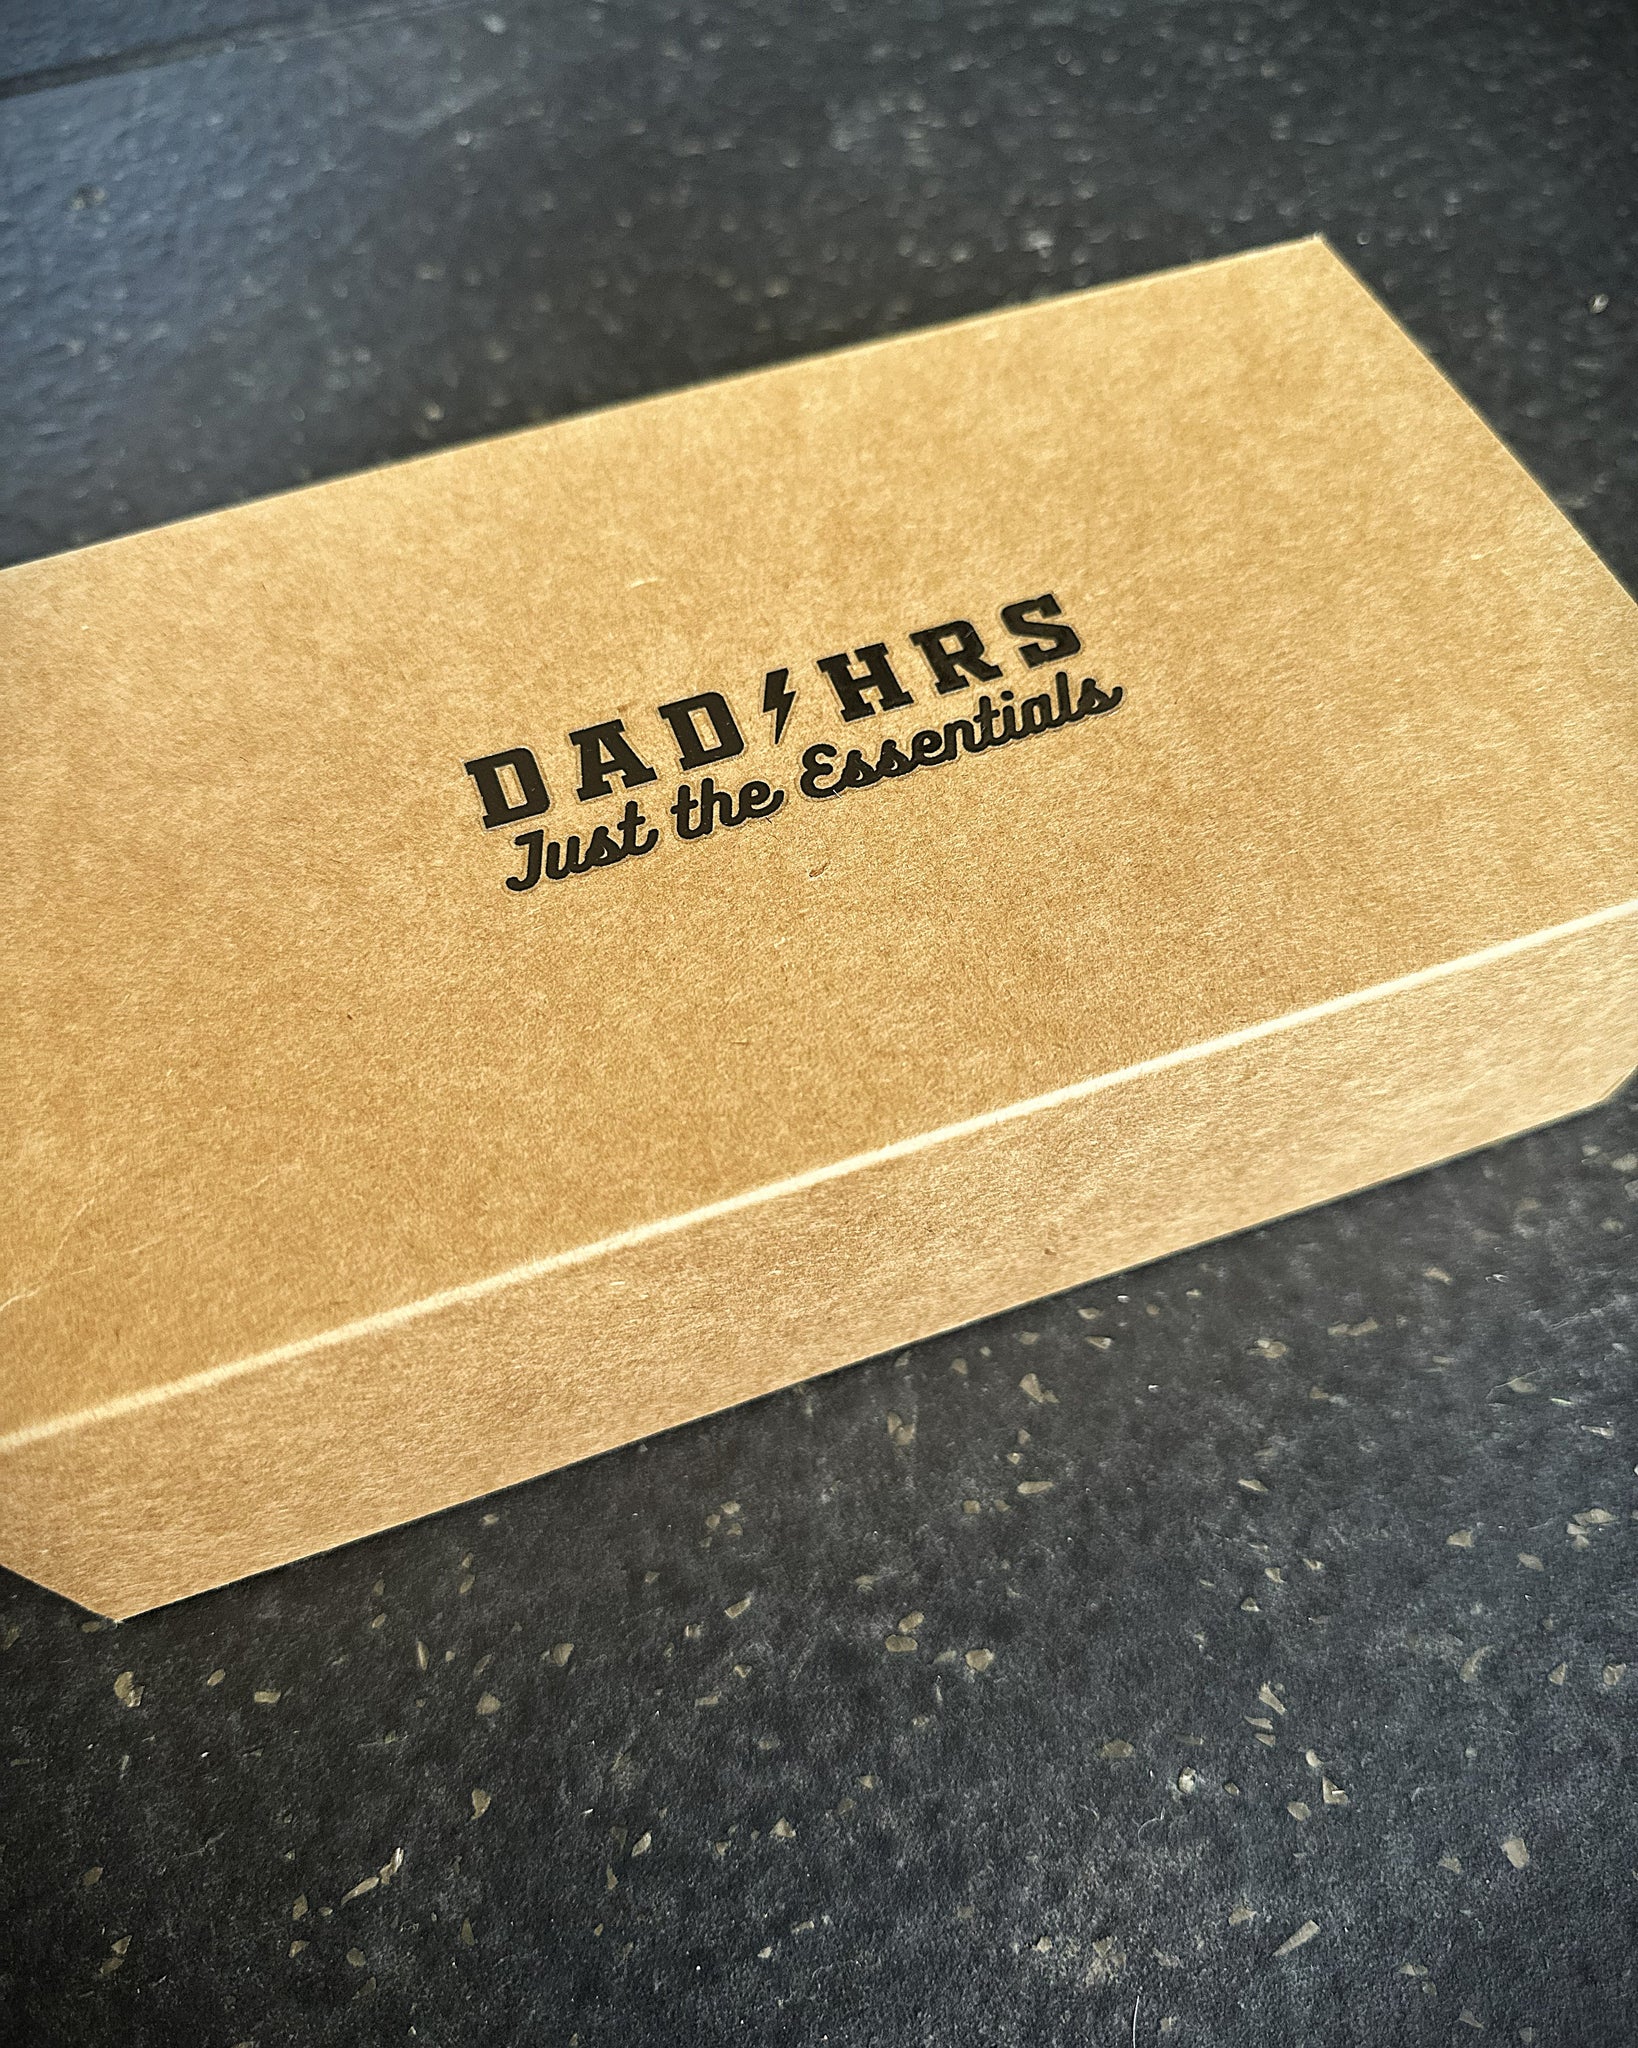 DAD⚡HRS
Just the Essentials